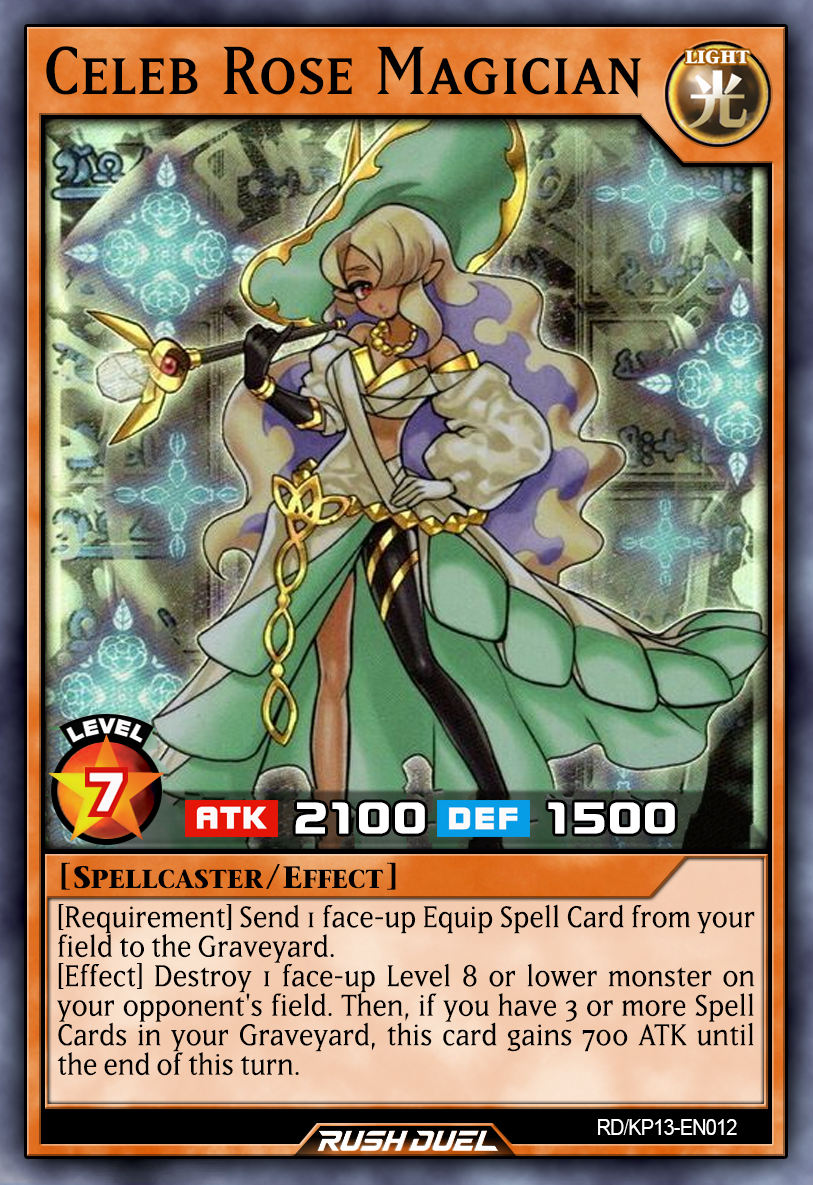 Celeb Rose Magician
LIGHT
光
LEVEL
7
ATK 2100 DEF 1500
[Spellcaster/Effect]
[Requirement] Send 1 face-up Equip Spell Card from your
field to the Graveyard.
[Effect] Destroy 1 face-up Level 8 or lower monster on
your opponent's field. Then, if you have 3 or more Spell
Cards in your Graveyard, this card gains 700 ATK until
the end of this turn.
RUSH DUEL
RD/KP13-EN012